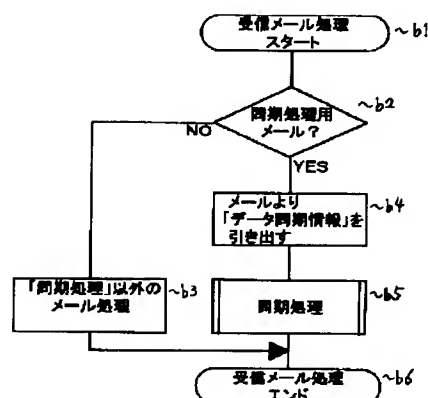 受信メール処理
スタート
~b1
同期処理用
メール?
~b2
NO
YES
メールより
「データ同期情報」を
引き出す
~b4
「同期処理」以外の
メール処理
~b3
同期処理
~b5
受信メール処理
エンド
~b6